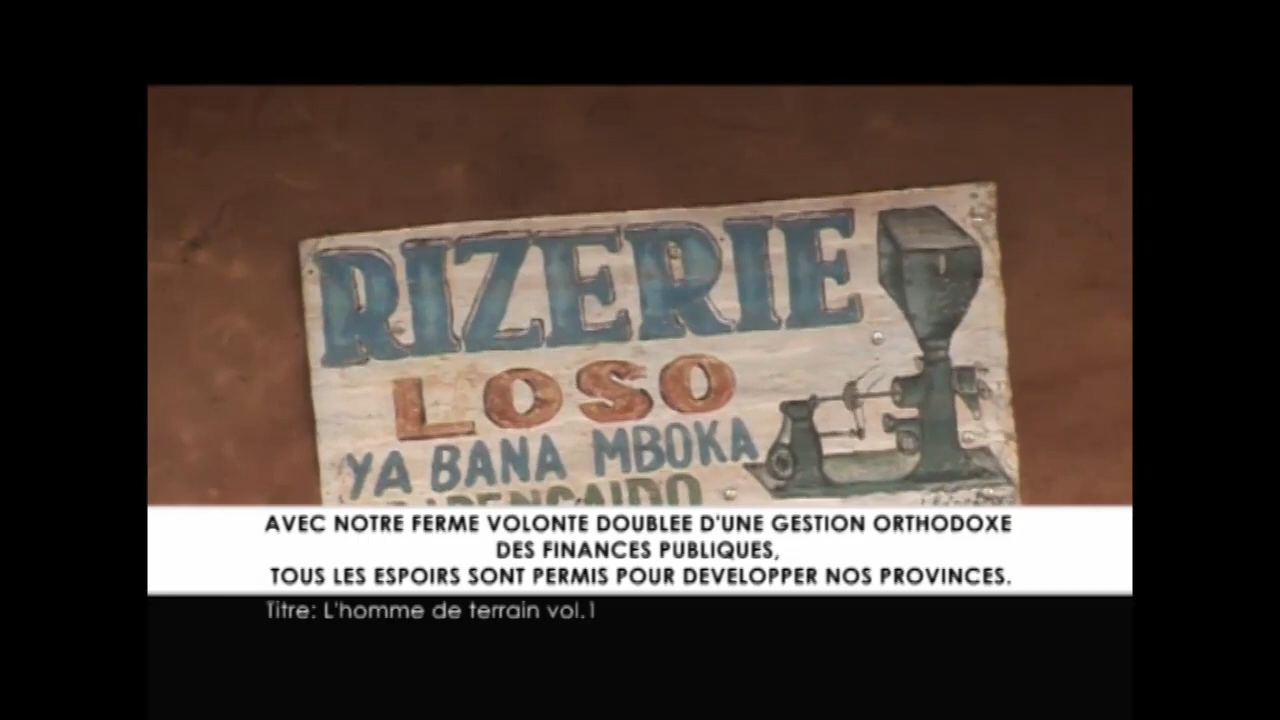 RIZERIE
LOSO
YA BANA MBOKA
AVEC NOTRE FERME VOLONTE DOUBLEE D'UNE GESTION ORTHODOXE
DES FINANCES PUBLIQUES,
TOUS LES ESPOIRS SONT PERMIS POUR DEVELOPPER NOS PROVINCES.
Titre: L'homme de terrain vol.1